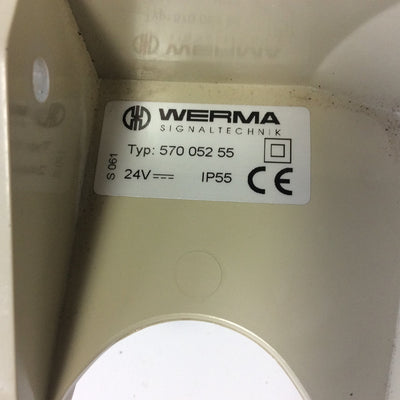 WERMA
SIGNALTECHNIK
Typ: 570 052 55
24V IP55 CE
S 061